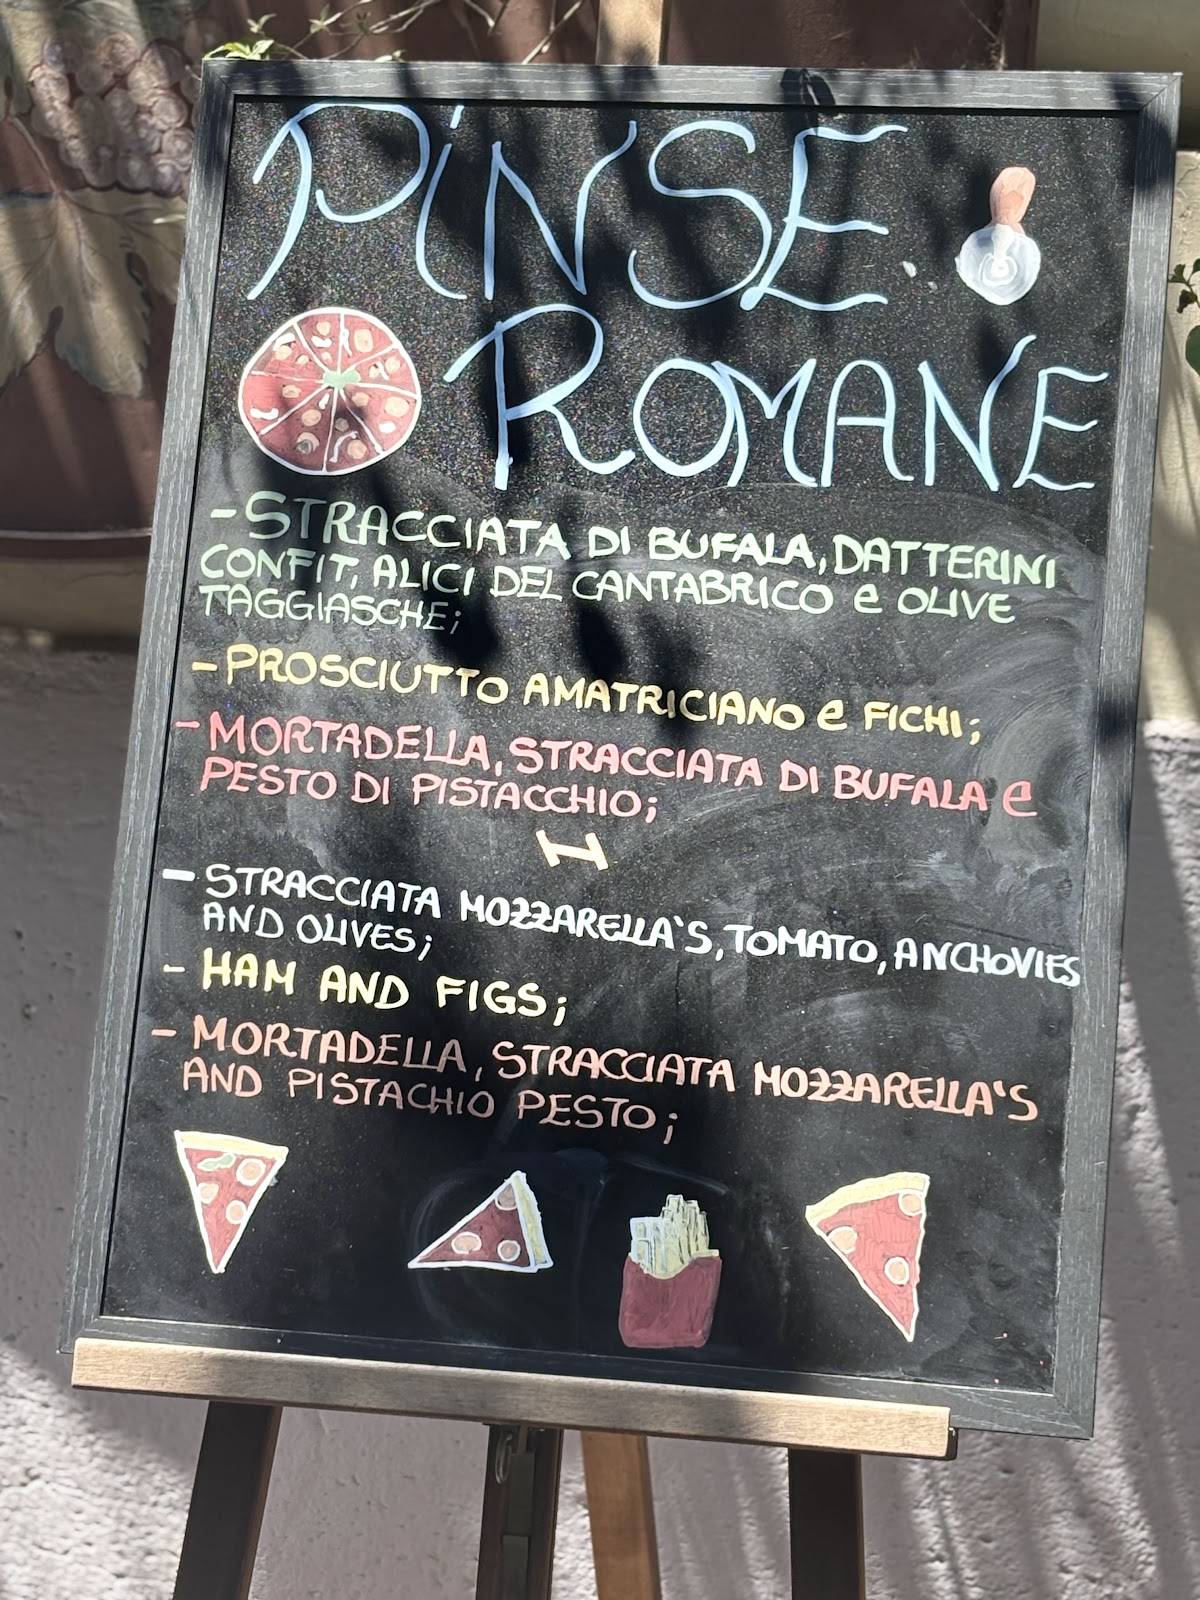 PiNSE
ROMANE
- STRACCIATA DI BUFALA, DATTERINI
CONFIT, ALICI DEL CANTABRICO e OLIVE
TAGGIASCHE;
- PROSCIUTTO AMATRICIANO e FICHI;
- MORTADELLA, STRACCIATA DI BUFALA e
PESTO DI PISTACCHIO;
- STRACCIATA MOZZARELLA'S, TOMATO, ANCHOVIES
AND OLIVES;
- HAM AND FIGS;
- MORTADELLA, STRACCIATA MOZZARELLA'S
AND PISTACHIO PESTO;